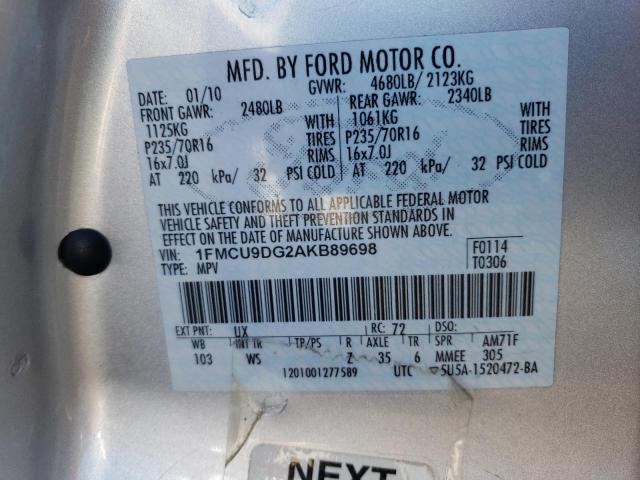 MFD. BY FORD MOTOR CO.
DATE: 01/10 GVWR: 4680LB/ 2123KG
FRONT GAWR: 2480LB REAR GAWR: 2340LB
1125KG WITH 1061KG WITH
P235/70R16 TIRES P235/70R16 TIRES
16x7.0J RIMS 16x7.0J RIMS
AT 220 kPa/ 32 PSI COLD AT 220 kPa/ 32 PSI COLD
THIS VEHICLE CONFORMS TO ALL APPLICABLE FEDERAL MOTOR
VEHICLE SAFETY AND THEFT PREVENTION STANDARDS IN
EFFECT ON THE DATE OF MANUFACTURE SHOWN ABOVE.
1FMCU9DG2AKB89698 F0114
TYPE: MPV T0306
EXT PNT: UX RC: 72 DSO:
WB INT TR TP/PS R AXLE TR SPR AM71F
103 WS Z 35 6 MMEE 305
1201001277589 UTC 5U5A-1520472-BA
NEXT